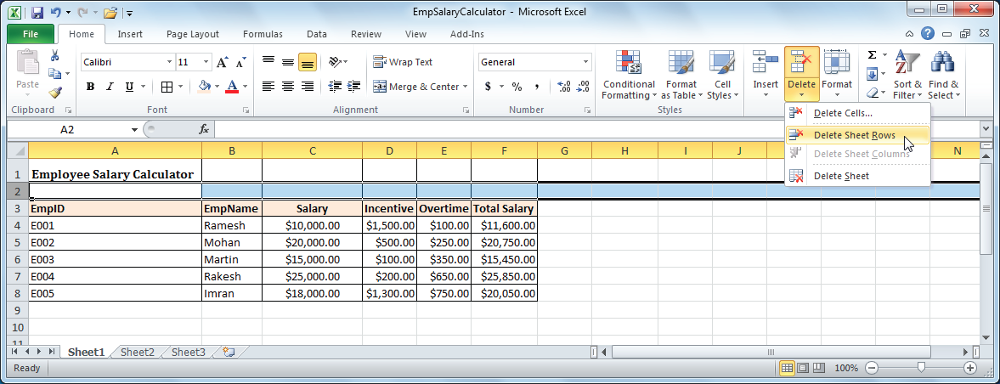 EmpSalaryCalculator - Microsoft Excel
File Home Insert Page Layout Formulas Data Review View Add-Ins
Calibri 11 Wrap Text General Σ
Paste B I U A Merge & Center $ % , .00 .0 Conditional Formatting Format as Table Cell Styles Insert Delete Format Sort & Filter Find & Select
Clipboard Font Alignment Number Styles
Delete Cells...
Delete Sheet Rows
Delete Sheet Columns
Delete Sheet
A2 fx
A B C D E F G H I J N
1 Employee Salary Calculator
2
3 EmpID EmpName Salary Incentive Overtime Total Salary
4 E001 Ramesh $10,000.00 $1,500.00 $100.00 $11,600.00
5 E002 Mohan $20,000.00 $500.00 $250.00 $20,750.00
6 E003 Martin $15,000.00 $100.00 $350.00 $15,450.00
7 E004 Rakesh $25,000.00 $200.00 $650.00 $25,850.00
8 E005 Imran $18,000.00 $1,300.00 $750.00 $20,050.00
9
10
11
Sheet1 Sheet2 Sheet3
Ready 100%